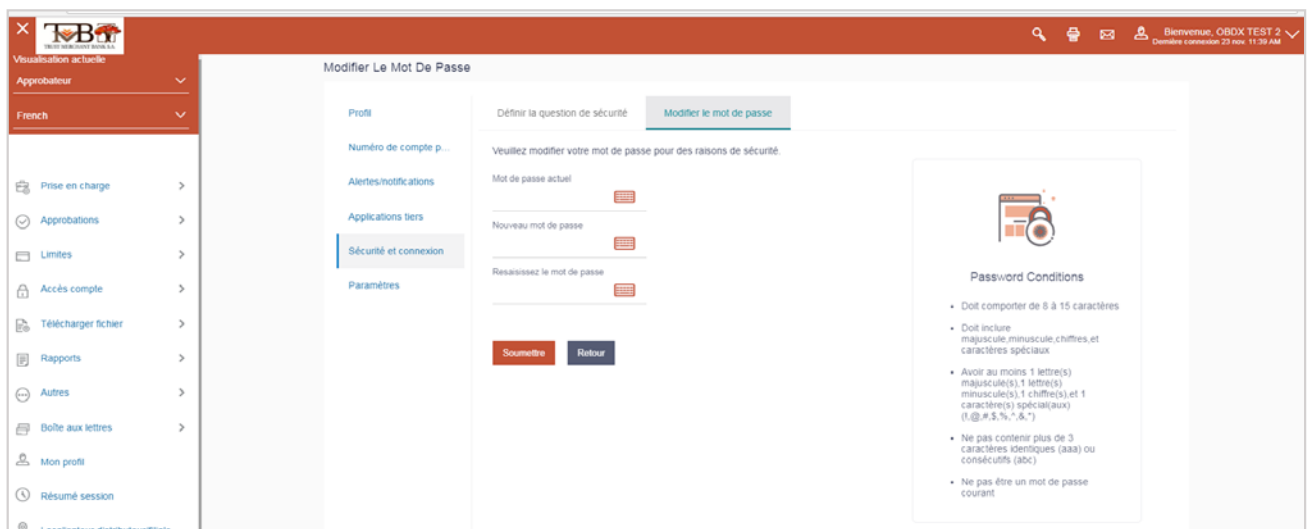 TMB
TRUST MERCHANT BANK S.A.
Bienvenue, OBDX TEST 2
Dernière connexion 23 nov. 11:39 AM
Visualisation actuelle
Approbateur
French
Prise en charge
Approbations
Limites
Accès compte
Télécharger fichier
Rapports
Autres
Boîte aux lettres
Mon profil
Résumé session
Modifier Le Mot De Passe
Profil
Numéro de compte p...
Alertes/notifications
Applications tiers
Sécurité et connexion
Paramètres
Définir la question de sécurité
Modifier le mot de passe
Veuillez modifier votre mot de passe pour des raisons de sécurité.
Mot de passe actuel
Nouveau mot de passe
Resaisissez le mot de passe
Soumettre
Retour
Password Conditions
• Doit comporter de 8 à 15 caractères
• Doit inclure
majuscule,minuscule,chiffres,et
caractères spéciaux
• Avoir au moins 1 lettre(s)
majuscule(s),1 lettre(s)
minuscule(s),1 chiffre(s),et 1
caractère(s) spécial(aux)
(!,@,#,$,%,^,&,*)
• Ne pas contenir plus de 3
caractères identiques (aaa) ou
consécutifs (abc)
• Ne pas être un mot de passe
courant